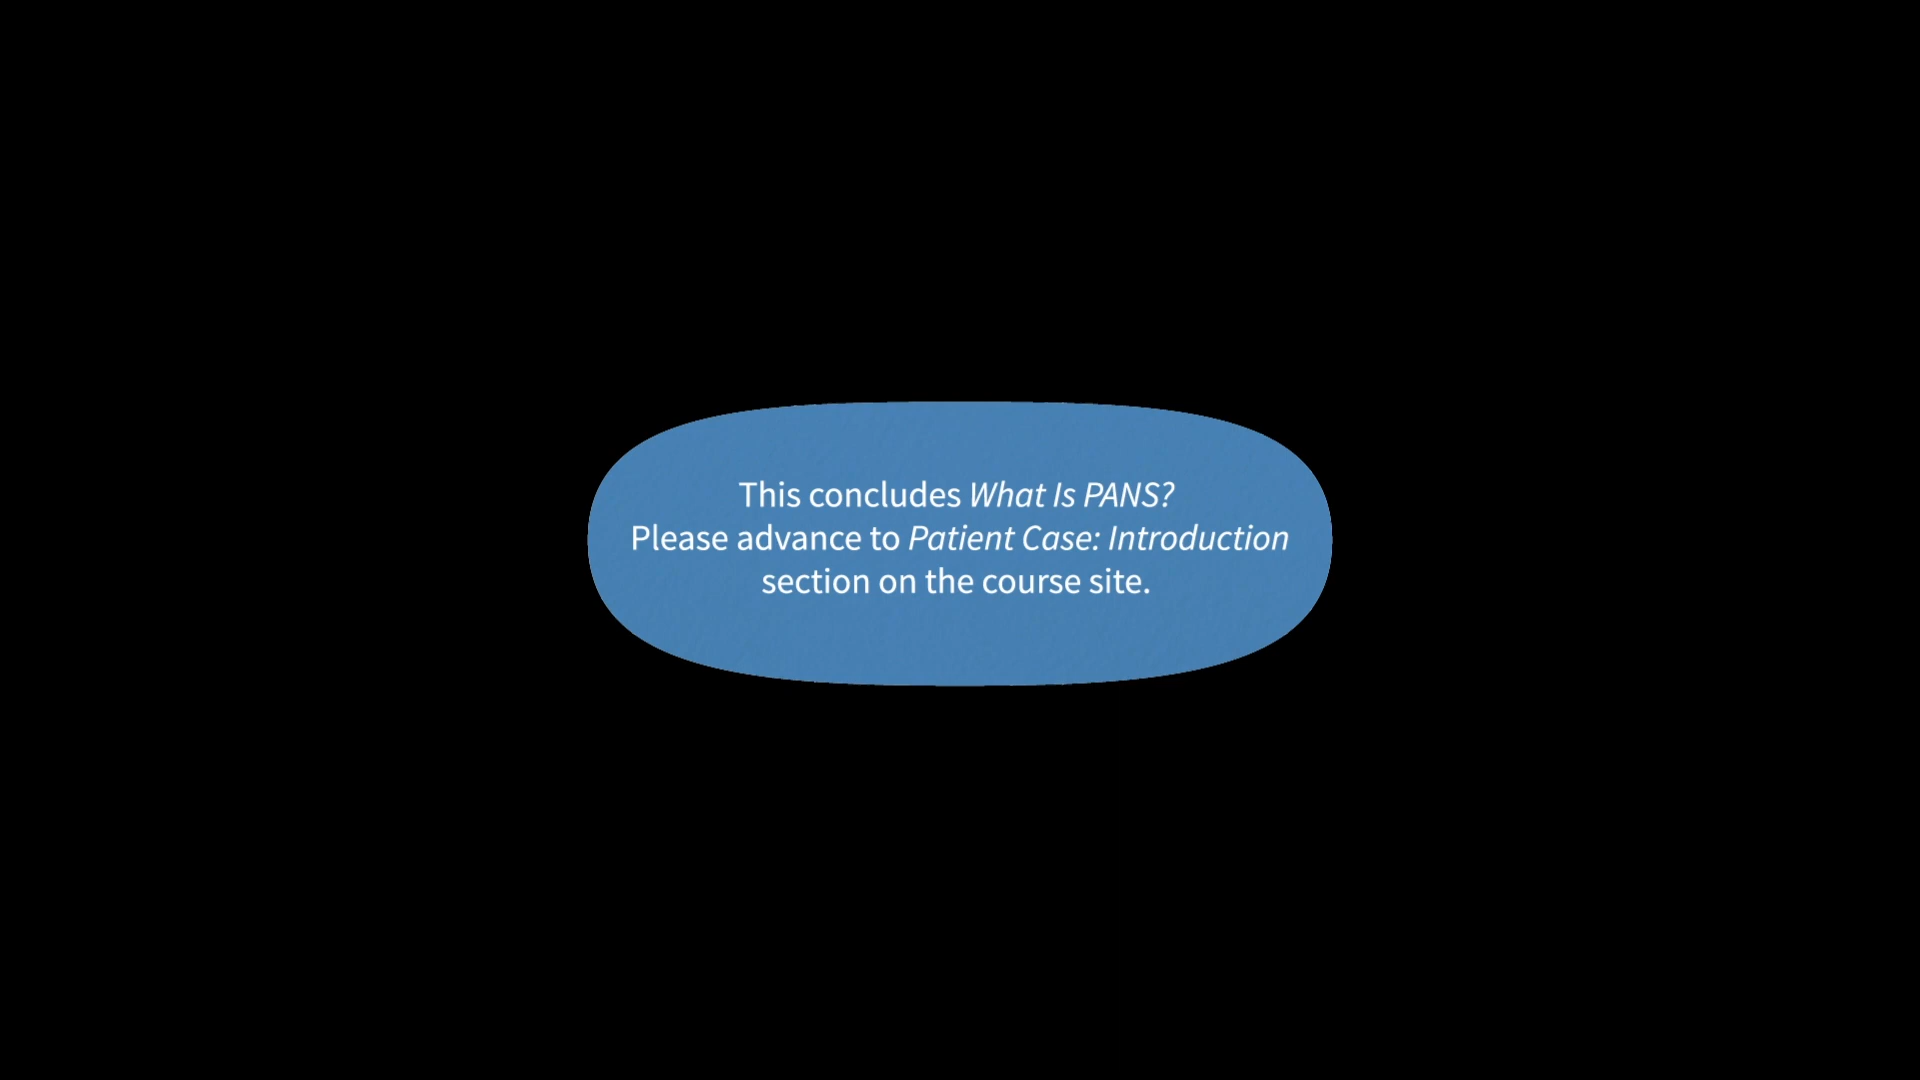 This concludes What Is PANS?
Please advance to Patient Case: Introduction
section on the course site.